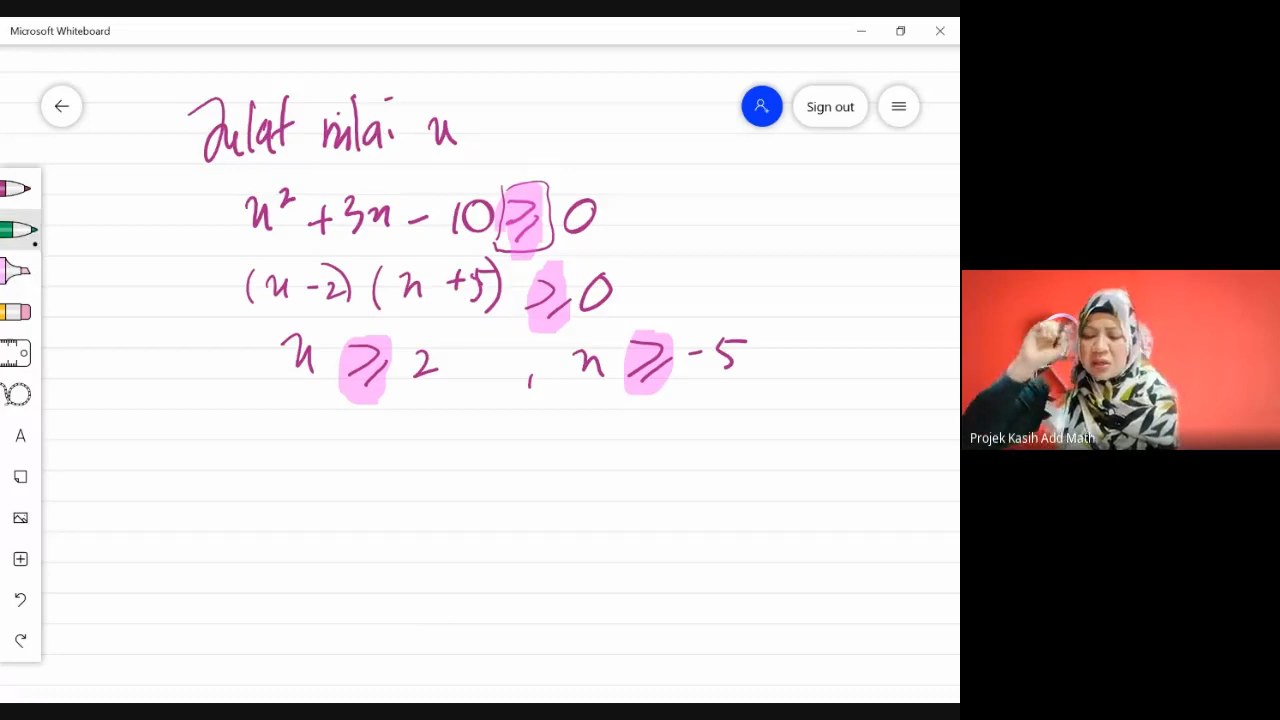 Microsoft Whiteboard
Sign out
Julat nilai x
x² + 3x - 10 ≥ 0
(x - 2) (x + 5) ≥ 0
x ≥ 2 , x ≥ -5
A
Projek Kasih Add Math